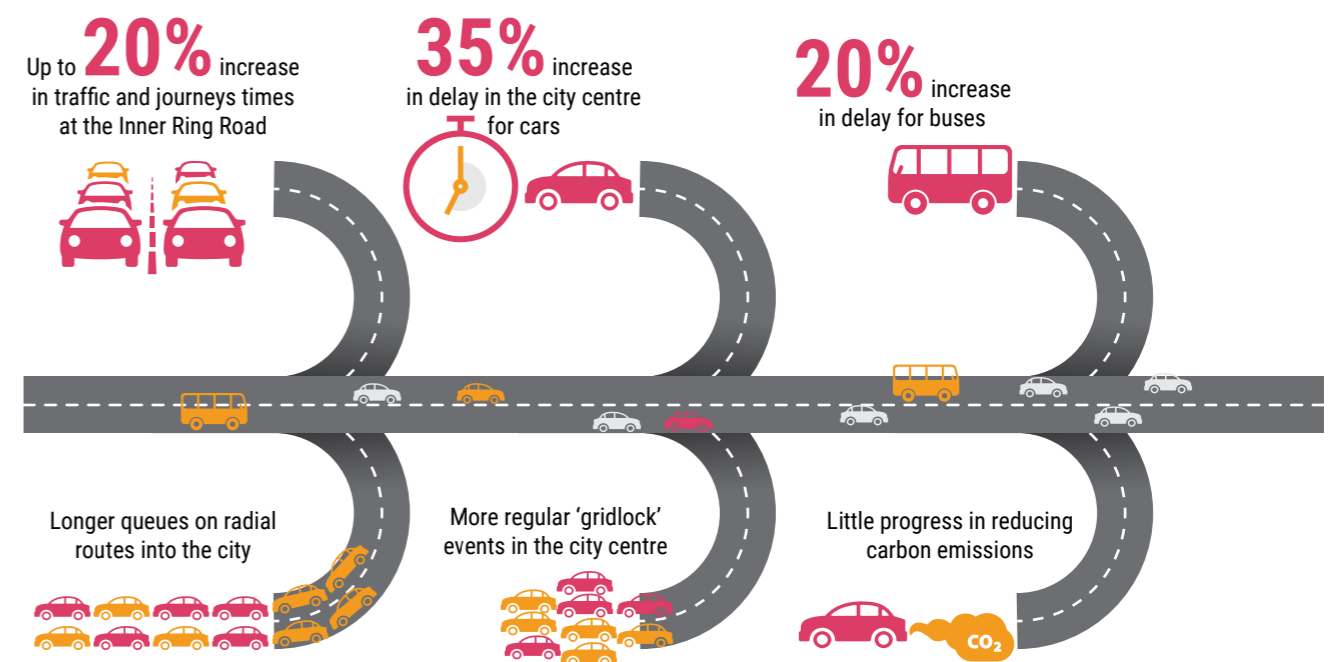 Up to 20% increase
in traffic and journeys times
at the Inner Ring Road
35% increase
in delay in the city centre
for cars
20% increase
in delay for buses
Longer queues on radial
routes into the city
More regular ‘gridlock’
events in the city centre
Little progress in reducing
carbon emissions
CO₂